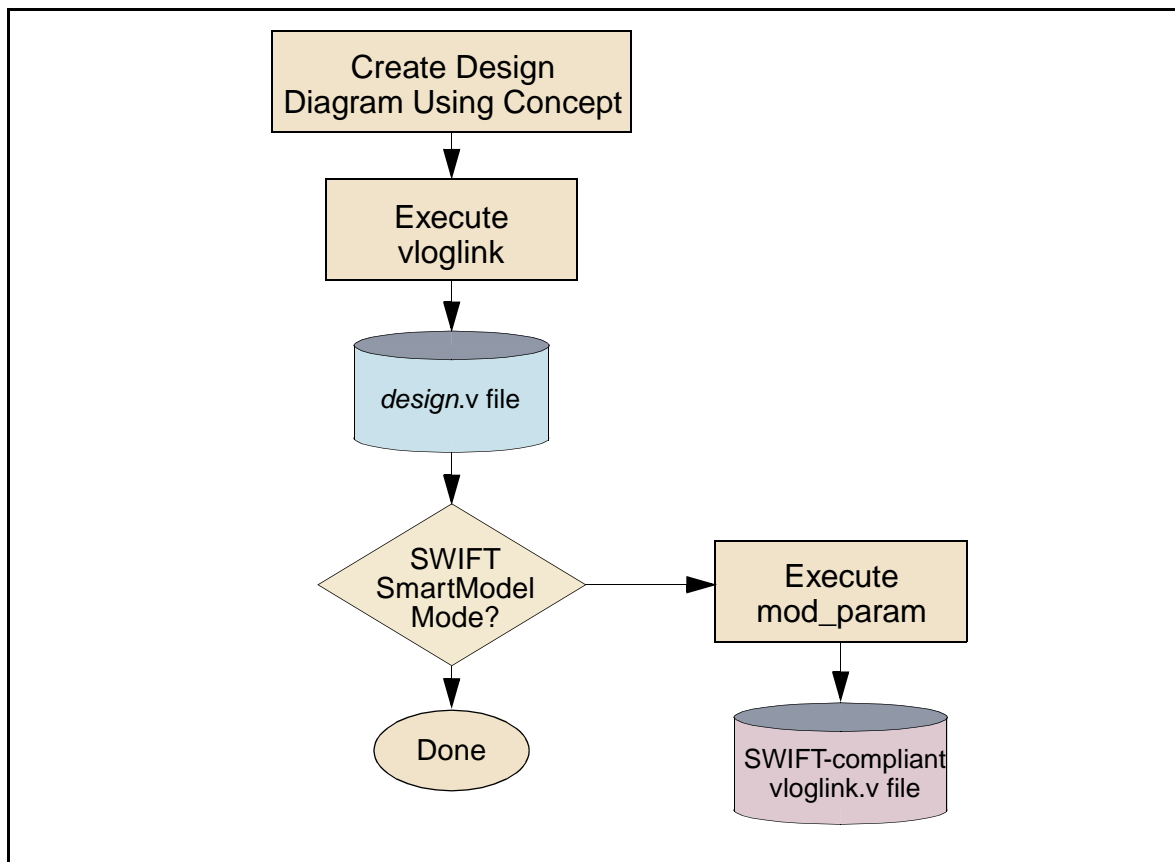 Create Design
Diagram Using Concept
Execute
vloglink
design.v file
SWIFT
SmartModel
Mode?
Execute
mod_param
Done
SWIFT-compliant
vloglink.v file